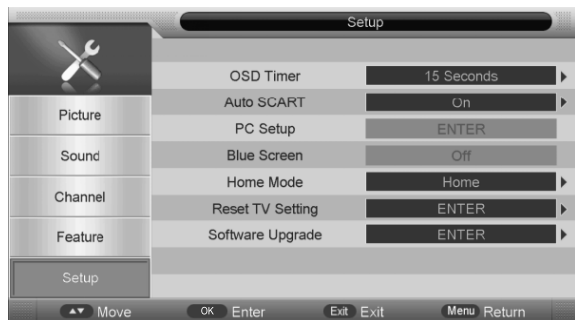 Setup
OSD Timer 15 Seconds
Auto SCART On
PC Setup ENTER
Blue Screen Off
Home Mode Home
Reset TV Setting ENTER
Software Upgrade ENTER
Picture
Sound
Channel
Feature
Setup
Move OK Enter Exit Exit Menu Return